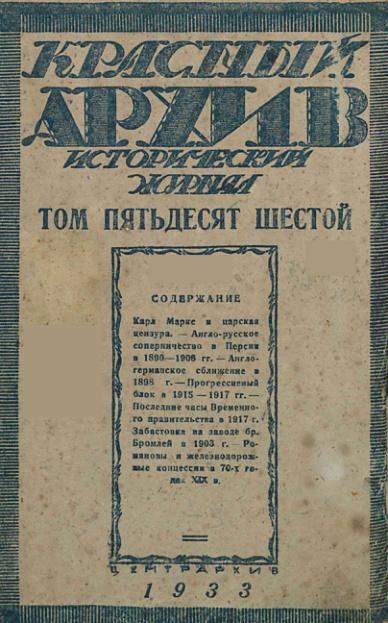 КРАСНЫЙ
АРХИВ
ИСТОРИЧЕСКИЙ
ЖУРНАЛ
ТОМ ПЯТЬДЕСЯТ ШЕСТОЙ
СОДЕРЖАНИЕ
Карл Маркс и царская
цензура. — Англо-русское
соперничество в Персии
в 1890—1906 гг. — Англо-
германское сближение в
1898 г. — Прогрессивный
блок в 1915 — 1917 гг. —
Последние часы Временно-
го правительства в 1917 г.
Забастовка на заводе бр.
Бромлей в 1903 г. — Ро-
мановы и железнодорож-
ные концессии в 70-х го-
дах XIX в.
ЦЕНТРАРХИВ
1933